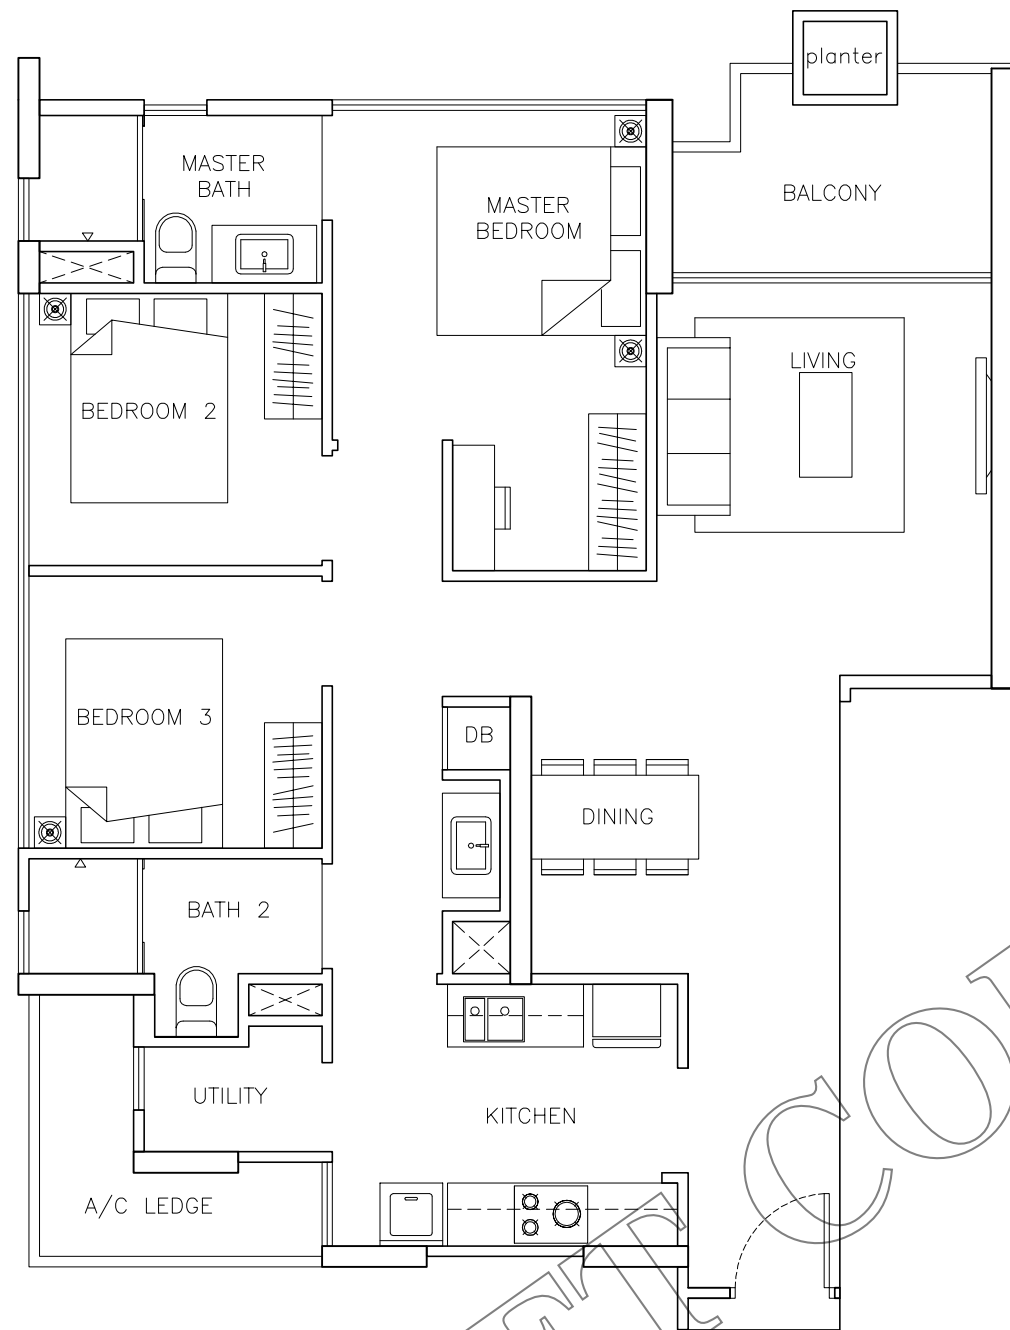 planter
MASTER
BATH
MASTER
BEDROOM
BALCONY
LIVING
BEDROOM 2
BEDROOM 3
DB
DINING
BATH 2
UTILITY
KITCHEN
A/C LEDGE